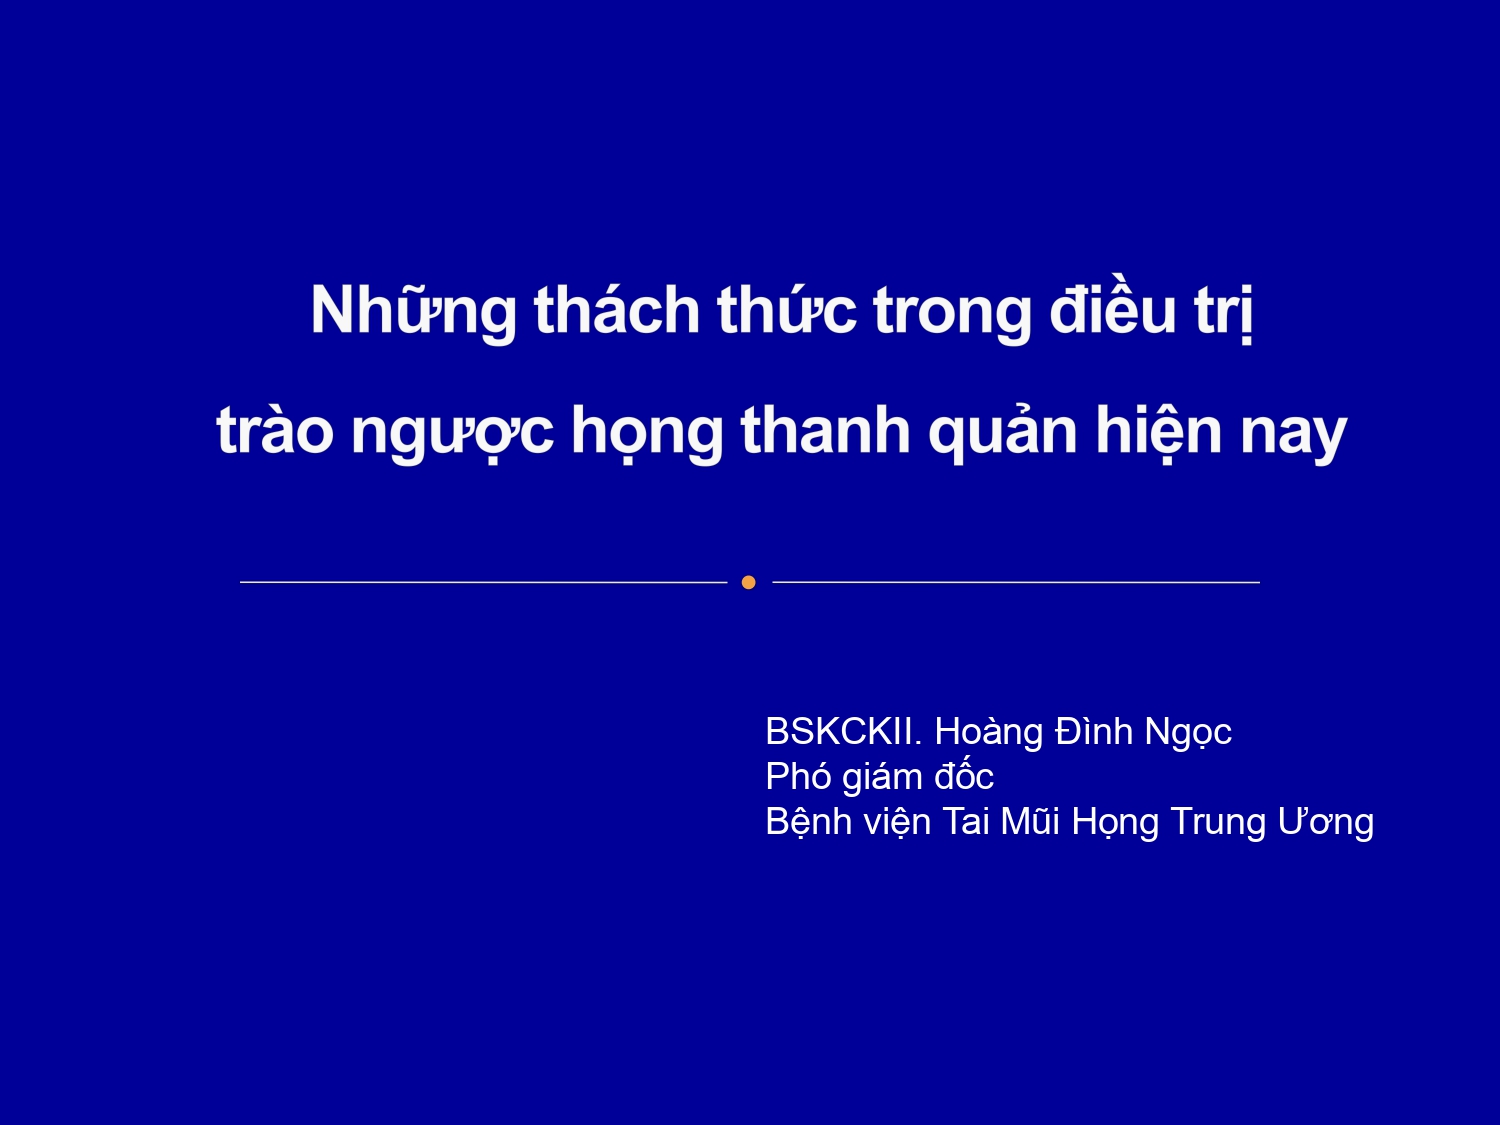 Những thách thức trong điều trị
trào ngược họng thanh quản hiện nay
BSKCKII. Hoàng Đình Ngọc
Phó giám đốc
Bệnh viện Tai Mũi Họng Trung Ương